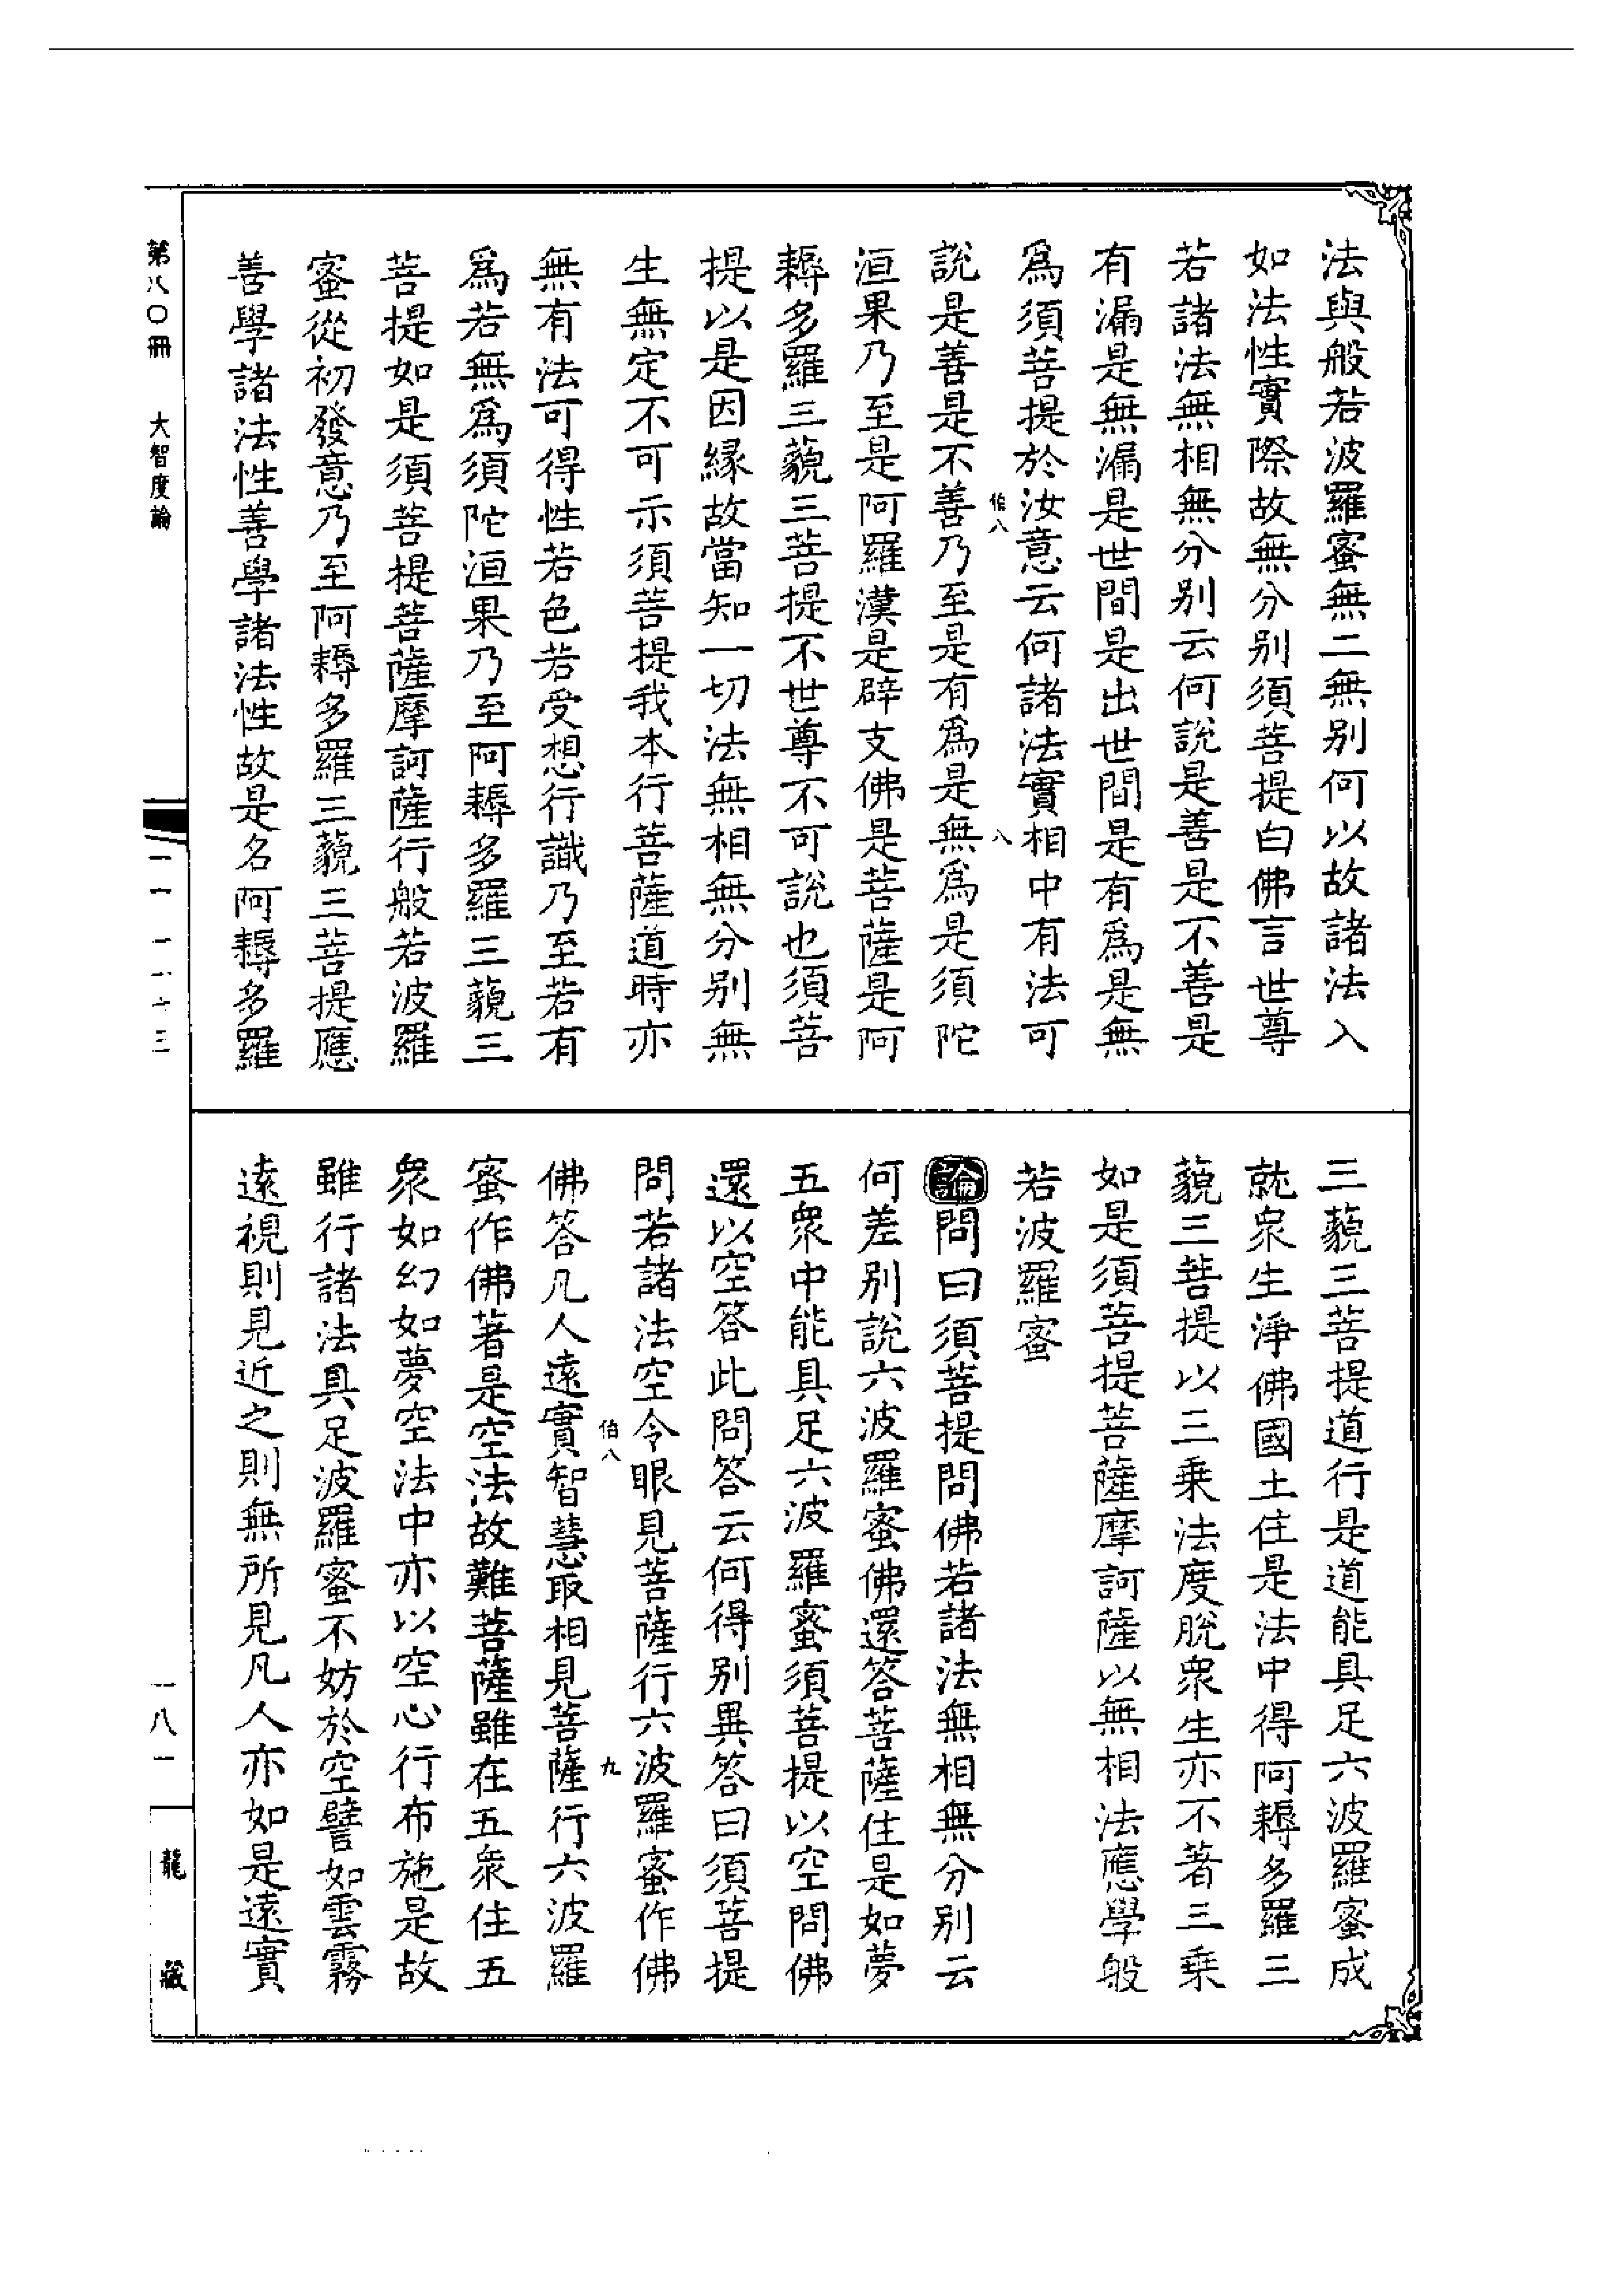 法與般若波羅蜜無二無別何以故諸法入
如法性實際故無分別須菩提白佛言世尊
若諸法無相無分別云何說是善是不善是
有漏是無漏是世間是出世間是有為是無
為須菩提於汝意云何諸法實相中有法可
伯八
八
說是善是不善乃至是有為是無為是須陀
洹果乃至是阿羅漢是辟支佛是菩薩是阿
耨多羅三藐三菩提不世尊不可說也須菩
提以是因緣故當知一切法無相無分別無
生無定不可示須菩提我本行菩薩道時亦
無有法可得性若色若受想行識乃至若有
為若無為須陀洹果乃至阿耨多羅三藐三
菩提如是須菩提菩薩摩訶薩行般若波羅
蜜從初發意乃至阿耨多羅三藐三菩提應
善學諸法性善學諸法性故是名阿耨多羅
三藐三菩提道行是道能具足六波羅蜜成
就眾生淨佛國土住是法中得阿耨多羅三
藐三菩提以三乘法度脫眾生亦不著三乘
如是須菩提菩薩摩訶薩以無相法應學般
若波羅蜜
論問曰須菩提問佛若諸法無相無分別云
何差別說六波羅蜜佛還答菩薩住是如夢
五眾中能具足六波羅蜜須菩提以空問佛
還以空答此問答云何得別異答曰須菩提
問若諸法空令眼見菩薩行六波羅蜜作佛
伯八
九
佛答凡人遠實智慧取相見菩薩行六波羅
蜜作佛著是空法故難菩薩雖在五眾住五
眾如幻如夢空法中亦以空心行布施是故
雖行諸法具足波羅蜜不妨於空譬如雲霧
遠視則見近之則無所見凡人亦如是遠實
第八〇冊 大智度論
一八一
龍藏